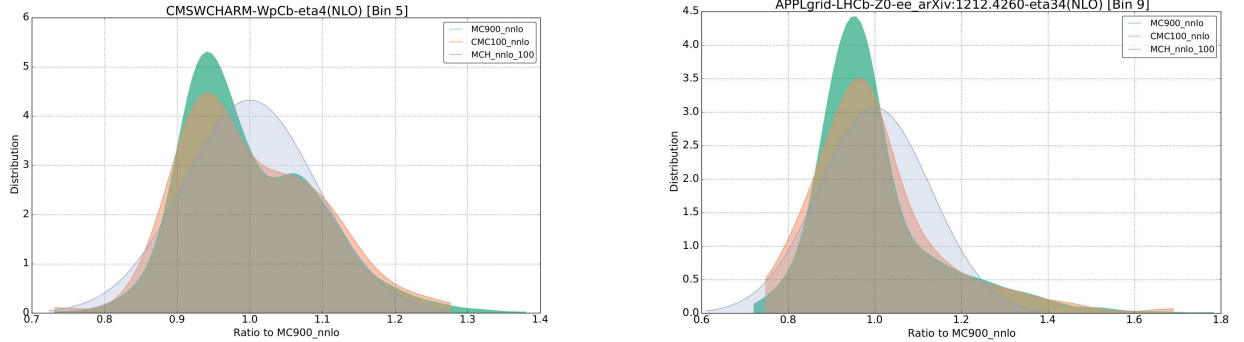 CMSWCHARM-WpCb-eta4(NLO) [Bin 5]
6
5
4
3
2
1
0
Distribution
MC900_nnlo
CMC100_nnlo
MCH_nnlo_100
0.7 0.8 0.9 1.0 1.1 1.2 1.3 1.4
Ratio to MC900_nnlo
APPLgrid-LHCb-Z0-ee_arXiv:1212.4260-eta34(NLO) [Bin 9]
4.5
4.0
3.5
3.0
2.5
2.0
1.5
1.0
0.5
0.0
Distribution
MC900_nnlo
CMC100_nnlo
MCH_nnlo_100
0.6 0.8 1.0 1.2 1.4 1.6 1.8
Ratio to MC900_nnlo